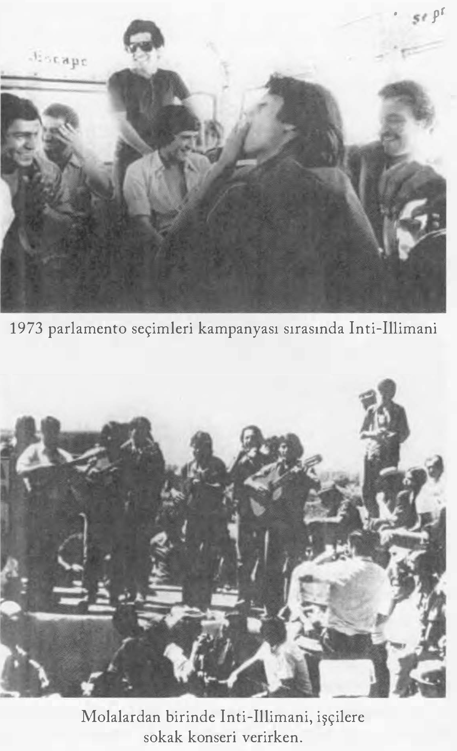 1973 parlamento seçimleri kampanyası sırasında Inti-Illimani
Molalardan birinde Inti-Illimani, işçilere
sokak konseri verirken.